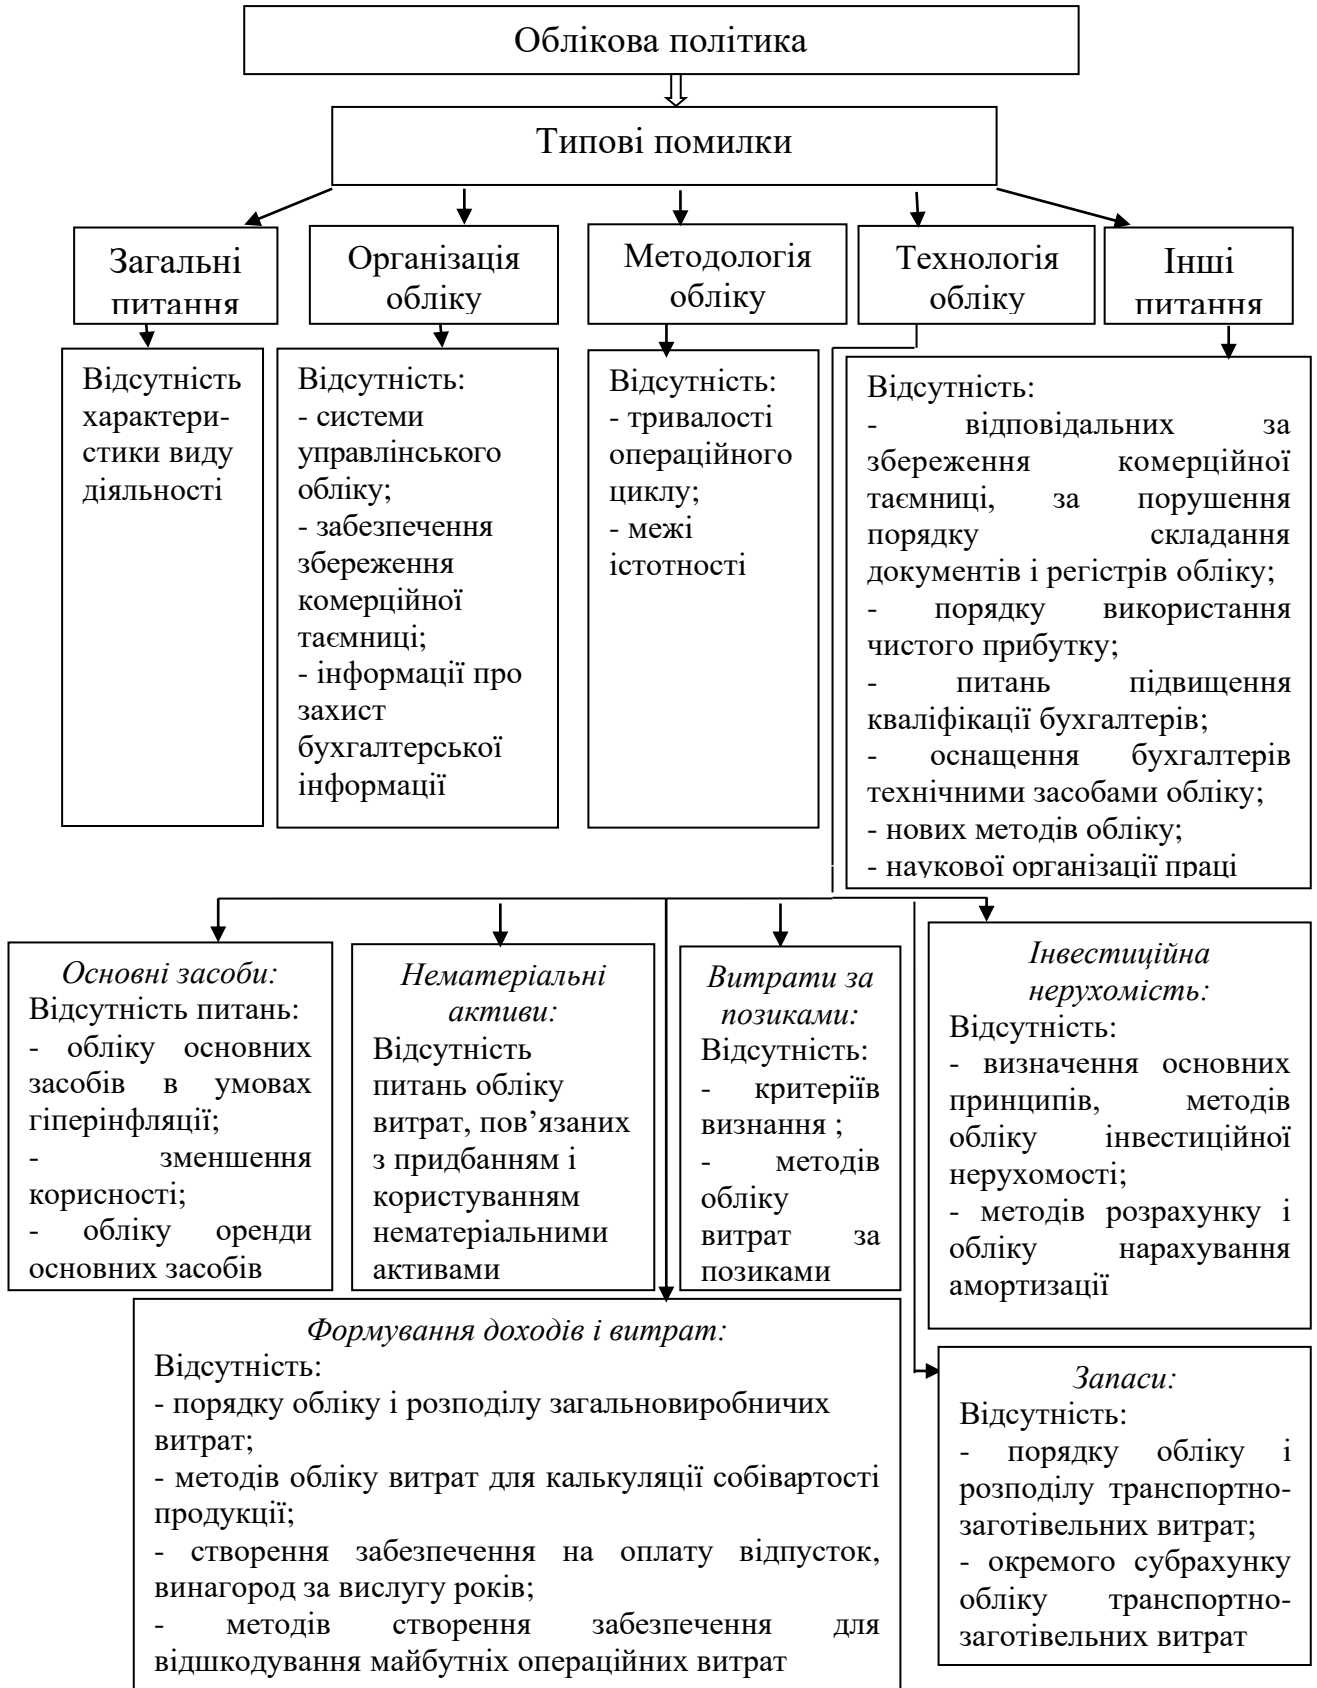 Облікова політика
Типові помилки
Загальні
питання
Організація
обліку
Методологія
обліку
Технологія
обліку
Інші
питання
Відсутність
характери-
стики виду
діяльності
Відсутність:
- системи
управлінського
обліку;
- забезпечення
збереження
комерційної
таємниці;
- інформації про
захист
бухгалтерської
інформації
Відсутність:
- тривалості
операційного
циклу;
- межі
істотності
Відсутність:
- відповідальних за
збереження комерційної
таємниці, за порушення
порядку складання
документів і регістрів обліку;
- порядку використання
чистого прибутку;
- питань підвищення
кваліфікації бухгалтерів;
- оснащення бухгалтерів
технічними засобами обліку;
- нових методів обліку;
- наукової організації праці
Основні засоби:
Відсутність питань:
- обліку основних
засобів в умовах
гіперінфляції;
- зменшення
корисності;
- обліку оренди
основних засобів
Нематеріальні
активи:
Відсутність
питань обліку
витрат, пов’язаних
з придбанням і
користуванням
нематеріальними
активами
Витрати за
позиками:
Відсутність:
- критеріїв
визнання ;
- методів
обліку
витрат за
позиками
Інвестиційна
нерухомість:
Відсутність:
- визначення основних
принципів, методів
обліку інвестиційної
нерухомості;
- методів розрахунку і
обліку нарахування
амортизації
Формування доходів і витрат:
Відсутність:
- порядку обліку і розподілу загальновиробничих
витрат;
- методів обліку витрат для калькуляції собівартості
продукції;
- створення забезпечення на оплату відпусток,
винагород за вислугу років;
- методів створення забезпечення для
відшкодування майбутніх операційних витрат
Запаси:
Відсутність:
- порядку обліку і
розподілу транспортно-
заготівельних витрат;
- окремого субрахунку
обліку транспортно-
заготівельних витрат